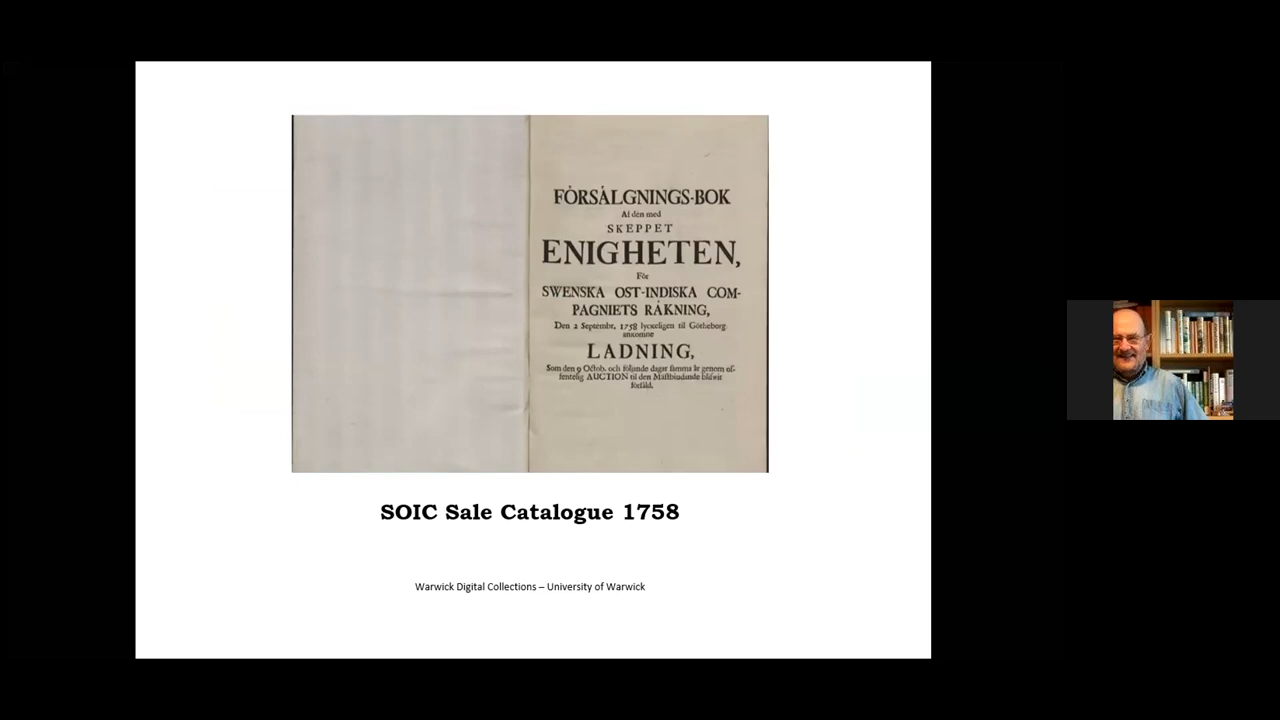 FÖRSÅLGNINGS-BOK
Af den med
SKEPPET
ENIGHETEN,
För
SWENSKA OST-INDISKA COM-
PAGNIETS RÅKNING,
Den 2 Septembr. 1758 lyckeligen til Götheborg
ankomne
LADNING,
Som den 9 Octob. och följande dagar samma år genom of-
fentelig AUCTION til den Mästbiudande blifwit
försåld.
SOIC Sale Catalogue 1758
Warwick Digital Collections – University of Warwick